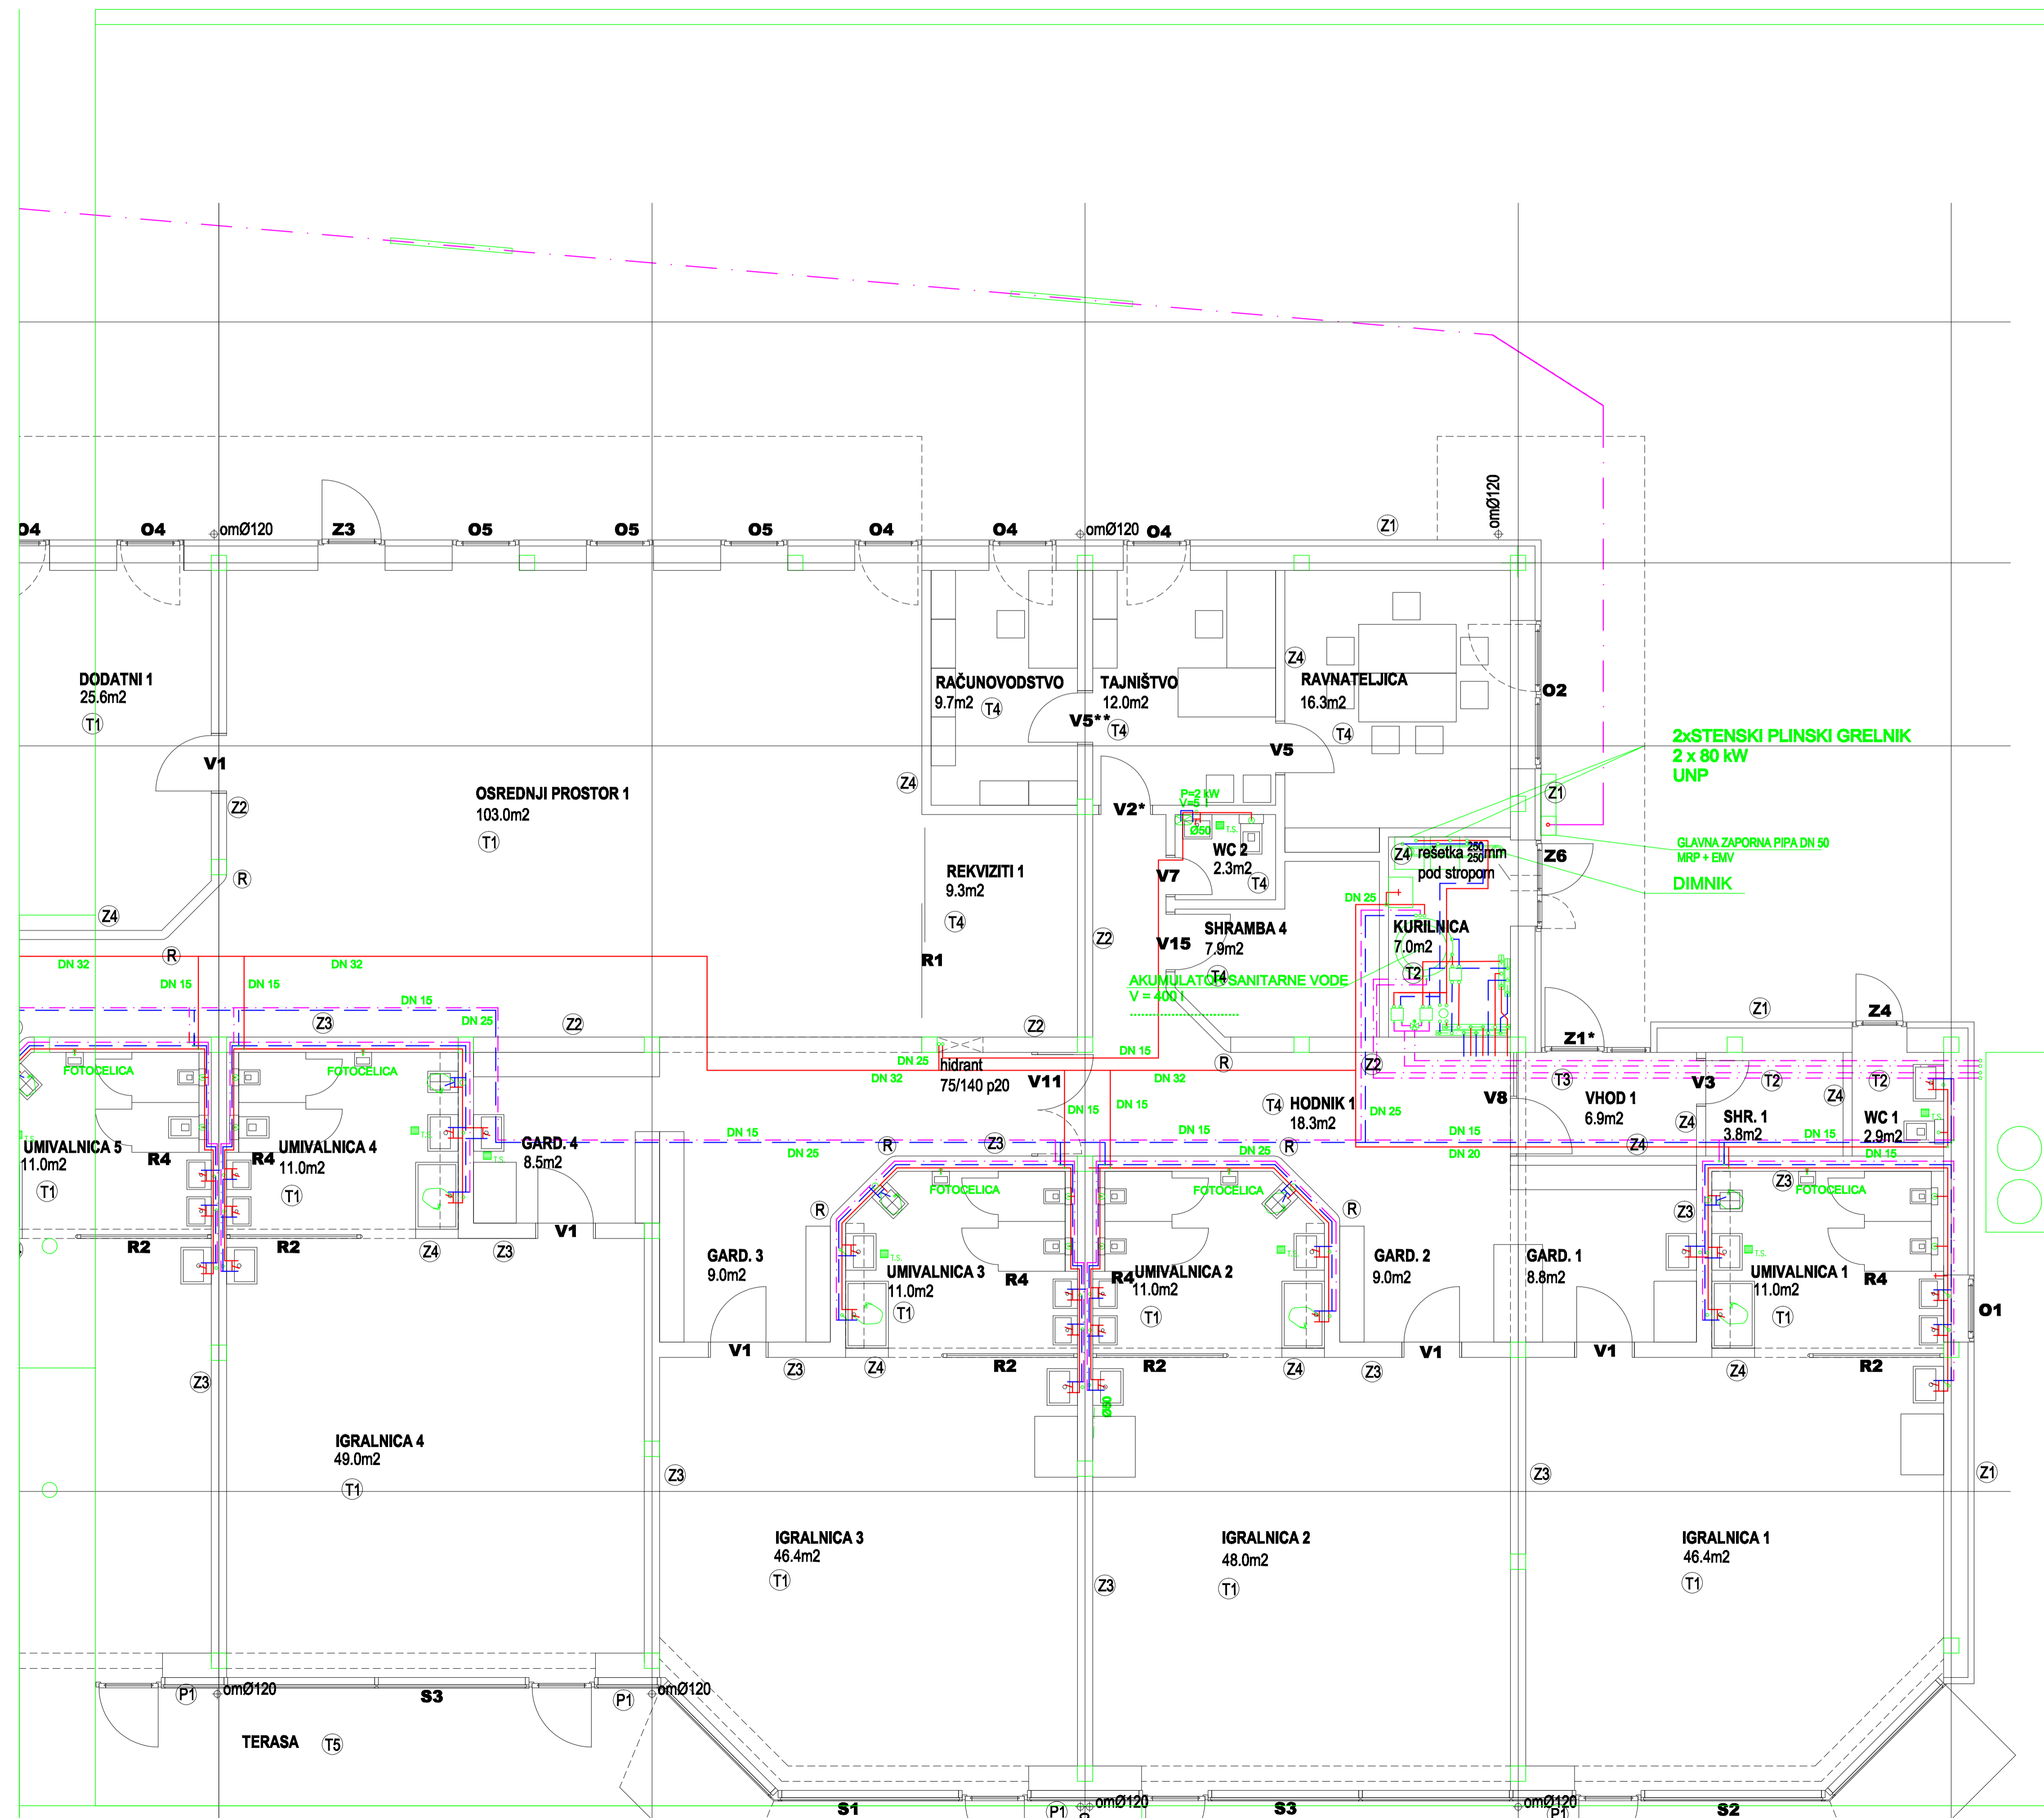 O4
O4
omØ120
Z3
O5
O5
O5
O4
O4
omØ120
O4
Z1
omØ120
DODATNI 1
25.6m2
T1
V1
Z2
OSREDNJI PROSTOR 1
103.0m2
T1
RAČUNOVODSTVO
9.7m2
T4
V5**
TAJNIŠTVO
12.0m2
T4
Z4
RAVNATELJICA
16.3m2
T4
V5
O2
2xSTENSKI PLINSKI GRELNIK
2 x 80 kW
UNP
Z4
V2*
P=2 kW
V=5 l
Ø50
T.S.
Z1
GLAVNA ZAPORNA PIPA DN 50
MRP + EMV
DIMNIK
Z6
R
Z4
REKVIZITI 1
9.3m2
T4
WC 2
2.3m2
T4
V7
Z4
rešetka 250/250 mm
pod stropom
DN 25
R
Z2
V15
SHRAMBA 4
7.9m2
T4
KURILNICA
7.0m2
T2
R1
AKUMULATOR SANITARNE VODE
V = 400 l
DN 32
DN 32
DN 15
DN 15
DN 15
DN 25
Z3
Z2
Z2
DN 15
R
Z2
Z1
Z4
Z1*
FOTOCELICA
FOTOCELICA
DN 25
hidrant
75/140 p20
DN 32
V11
DN 32
DN 15
DN 15
T4
HODNIK 1
18.3m2
DN 25
V8
T3
VHOD 1
6.9m2
V3
T2
Z4
Z4
SHR. 1
3.8m2
T2
WC 1
2.9m2
T.S.
T.S.
UMIVALNICA 5
11.0m2
T1
R4
R4
UMIVALNICA 4
11.0m2
T1
T.S.
T.S.
GARD. 4
8.5m2
DN 15
DN 25
R
Z3
DN 15
DN 25
R
DN 15
DN 20
Z4
DN 15
DN 15
FOTOCELICA
FOTOCELICA
Z3
FOTOCELICA
Z3
R2
R2
Z4
Z3
V1
R
R
GARD. 3
9.0m2
T.S.
UMIVALNICA 3
11.0m2
T1
R4
R4
UMIVALNICA 2
11.0m2
T1
T.S.
GARD. 2
9.0m2
GARD. 1
8.8m2
T.S.
UMIVALNICA 1
11.0m2
T1
R4
O1
V1
Z3
Z4
R2
R2
Z4
Z3
V1
V1
Z4
R2
Z3
Ø50
IGRALNICA 4
49.0m2
T1
Z3
Z3
Z1
IGRALNICA 3
46.4m2
T1
Z3
IGRALNICA 2
48.0m2
T1
IGRALNICA 1
46.4m2
T1
P1
omØ120
S3
P1
omØ120
TERASA
T5
S1
P1
omØ120
S3
omØ120
P1
S2